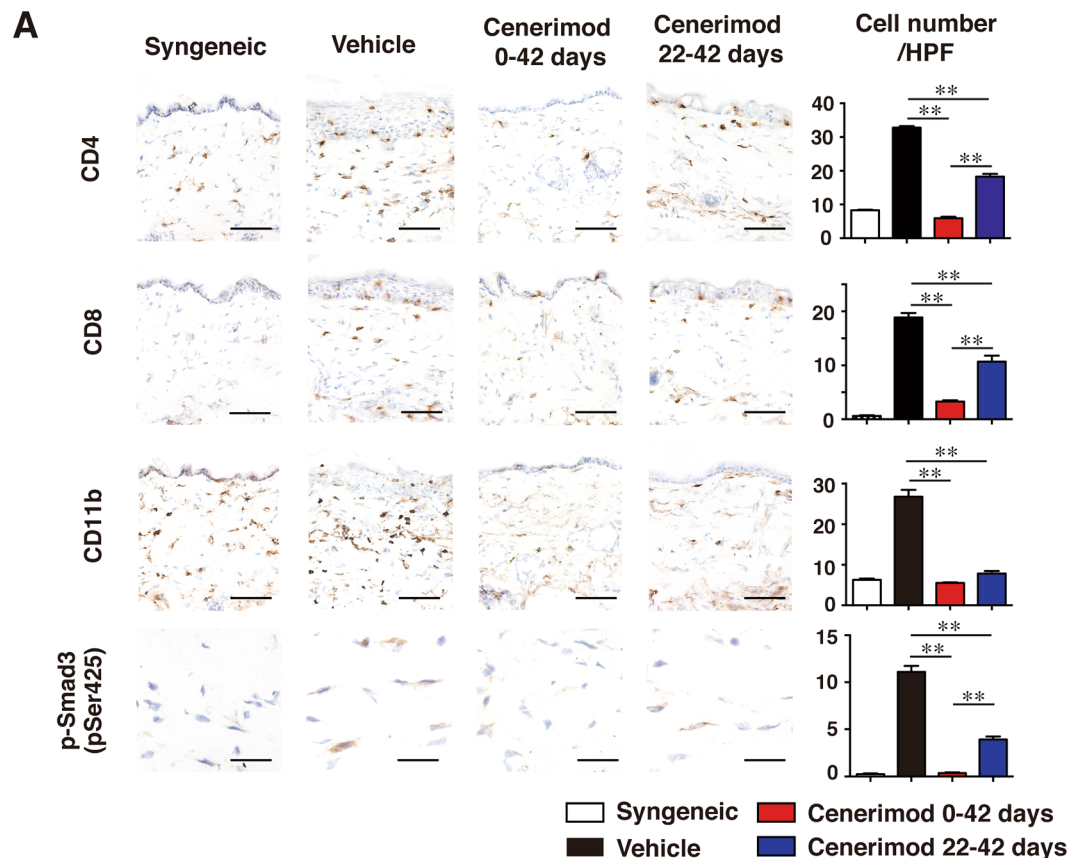 A
Syngeneic
Vehicle
Cenerimod
0-42 days
Cenerimod
22-42 days
Cell number
/HPF
CD4
40
30
20
10
0
**
**
**
CD8
20
10
0
**
**
**
CD11b
30
20
10
0
**
**
p-Smad3
(pSer425)
15
10
5
0
**
**
**
Syngeneic
Cenerimod 0-42 days
Vehicle
Cenerimod 22-42 days